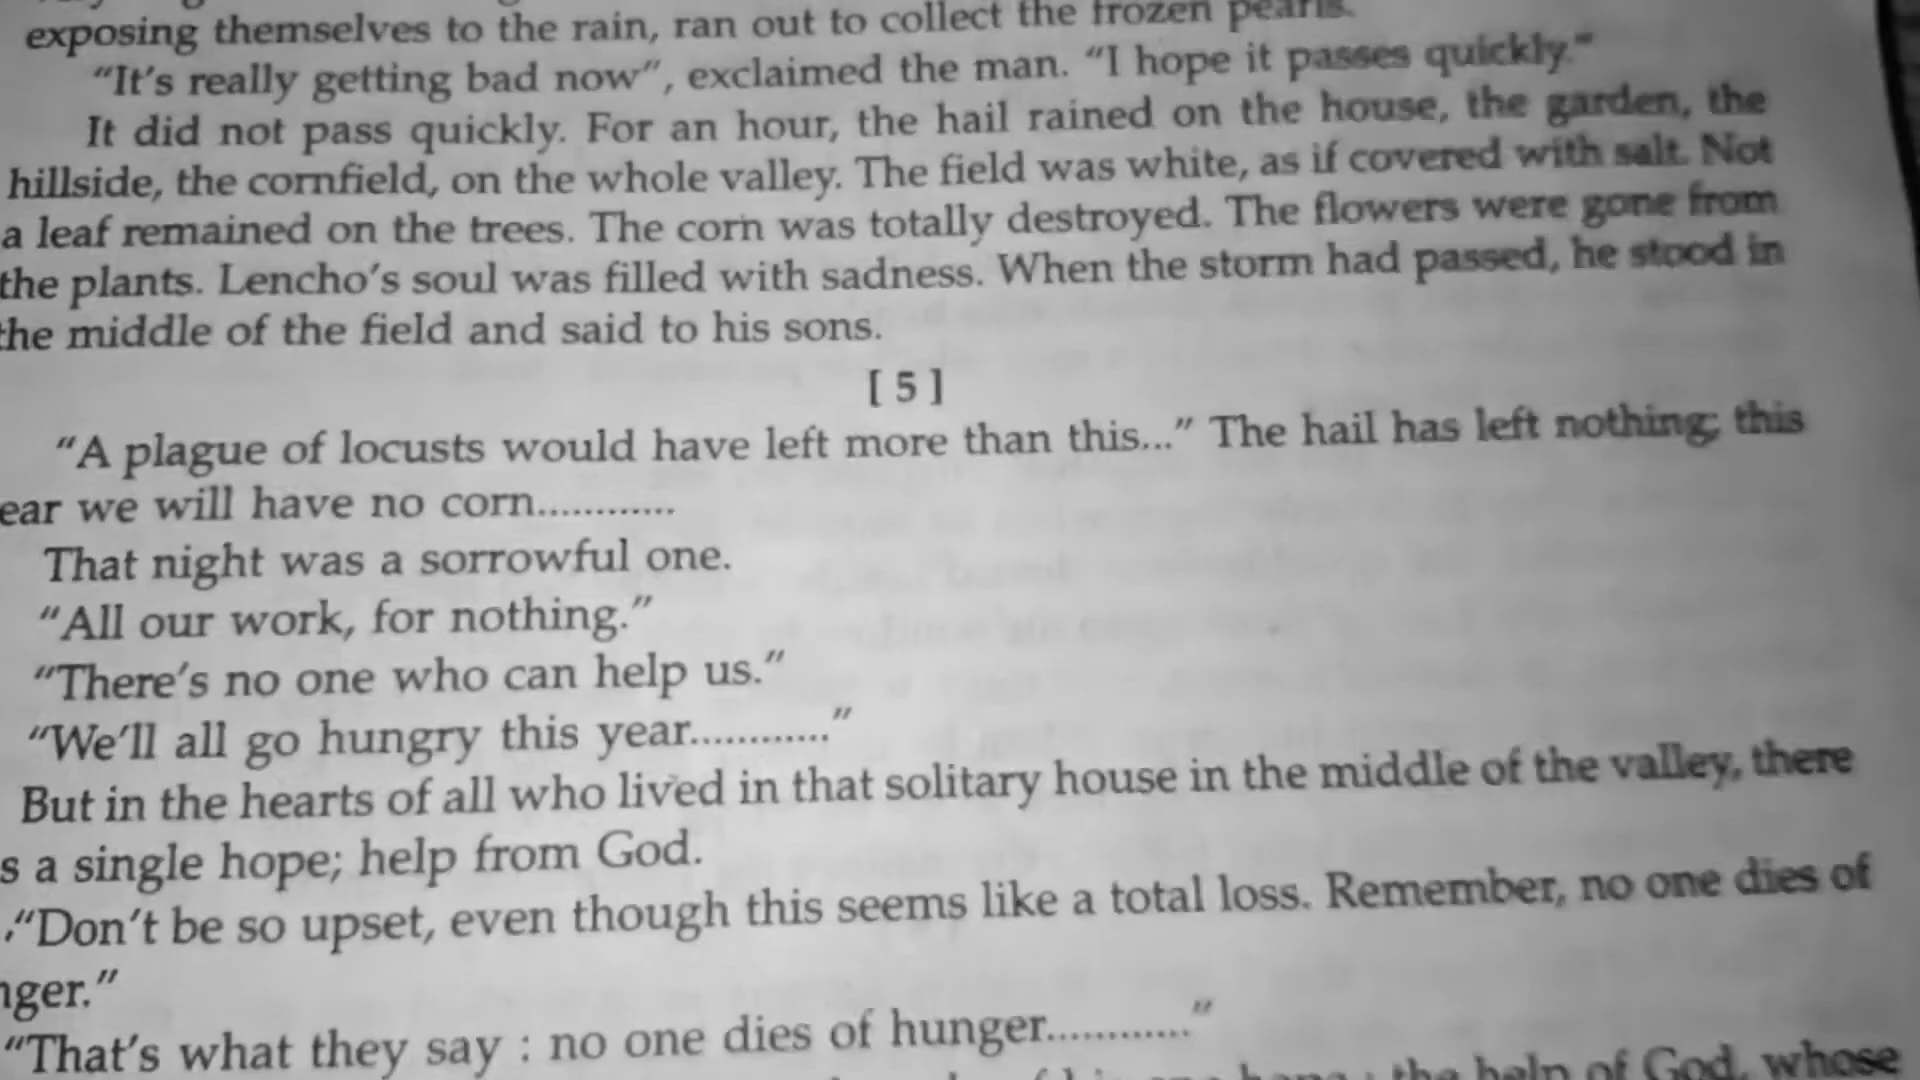 exposing themselves to the rain, ran out to collect the frozen pearls.
"It's really getting bad now", exclaimed the man. "I hope it passes quickly."
It did not pass quickly. For an hour, the hail rained on the house, the garden, the
hillside, the cornfield, on the whole valley. The field was white, as if covered with salt. Not
a leaf remained on the trees. The corn was totally destroyed. The flowers were gone from
the plants. Lencho's soul was filled with sadness. When the storm had passed, he stood in
the middle of the field and said to his sons.
[ 5 ]
"A plague of locusts would have left more than this..." The hail has left nothing; this
ear we will have no corn............
That night was a sorrowful one.
"All our work, for nothing."
"There's no one who can help us."
"We'll all go hungry this year............"
But in the hearts of all who lived in that solitary house in the middle of the valley, there
s a single hope; help from God.
"Don't be so upset, even though this seems like a total loss. Remember, no one dies of
nger."
"That's what they say : no one dies of hunger............"
the help of God, whose